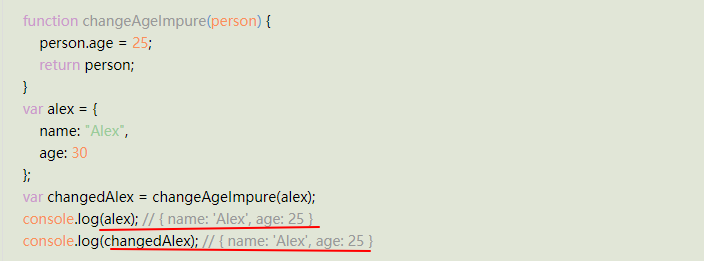 function changeAgeImpure(person) {
person.age = 25;
return person;
}
var alex = {
name: "Alex",
age: 30
};
var changedAlex = changeAgeImpure(alex);
console.log(alex); // { name: 'Alex', age: 25 }
console.log(changedAlex); // { name: 'Alex', age: 25 }